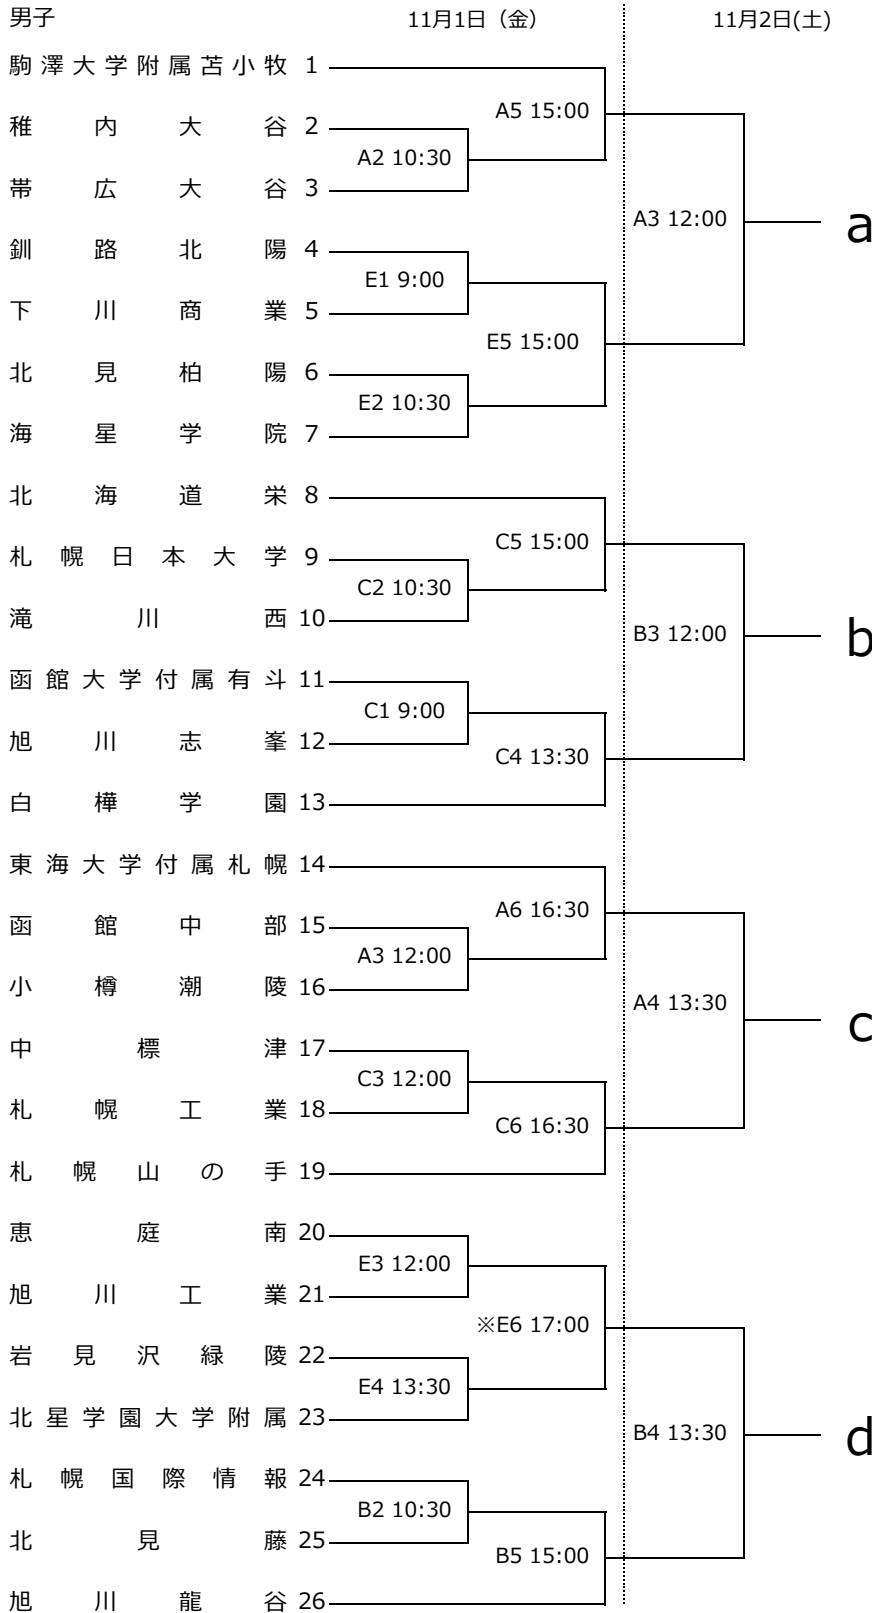 男子 11月1日（金） 11月2日(土)
駒澤大学附属苫小牧 1
A5 15:00
稚内大谷 2
A2 10:30
帯広大谷 3
A3 12:00
a
釧路北陽 4
E1 9:00
下川商業 5
E5 15:00
北見柏陽 6
E2 10:30
海星学院 7
北海道栄 8
C5 15:00
札幌日本大学 9
C2 10:30
滝川西 10
B3 12:00
b
函館大学付属有斗 11
C1 9:00
旭川志峯 12
C4 13:30
白樺学園 13
東海大学付属札幌 14
A6 16:30
函館中部 15
A3 12:00
小樽潮陵 16
A4 13:30
c
中標津 17
C3 12:00
札幌工業 18
C6 16:30
札幌山の手 19
恵庭南 20
E3 12:00
旭川工業 21
※E6 17:00
岩見沢緑陵 22
E4 13:30
北星学園大学附属 23
B4 13:30
d
札幌国際情報 24
B2 10:30
北見藤 25
B5 15:00
旭川龍谷 26